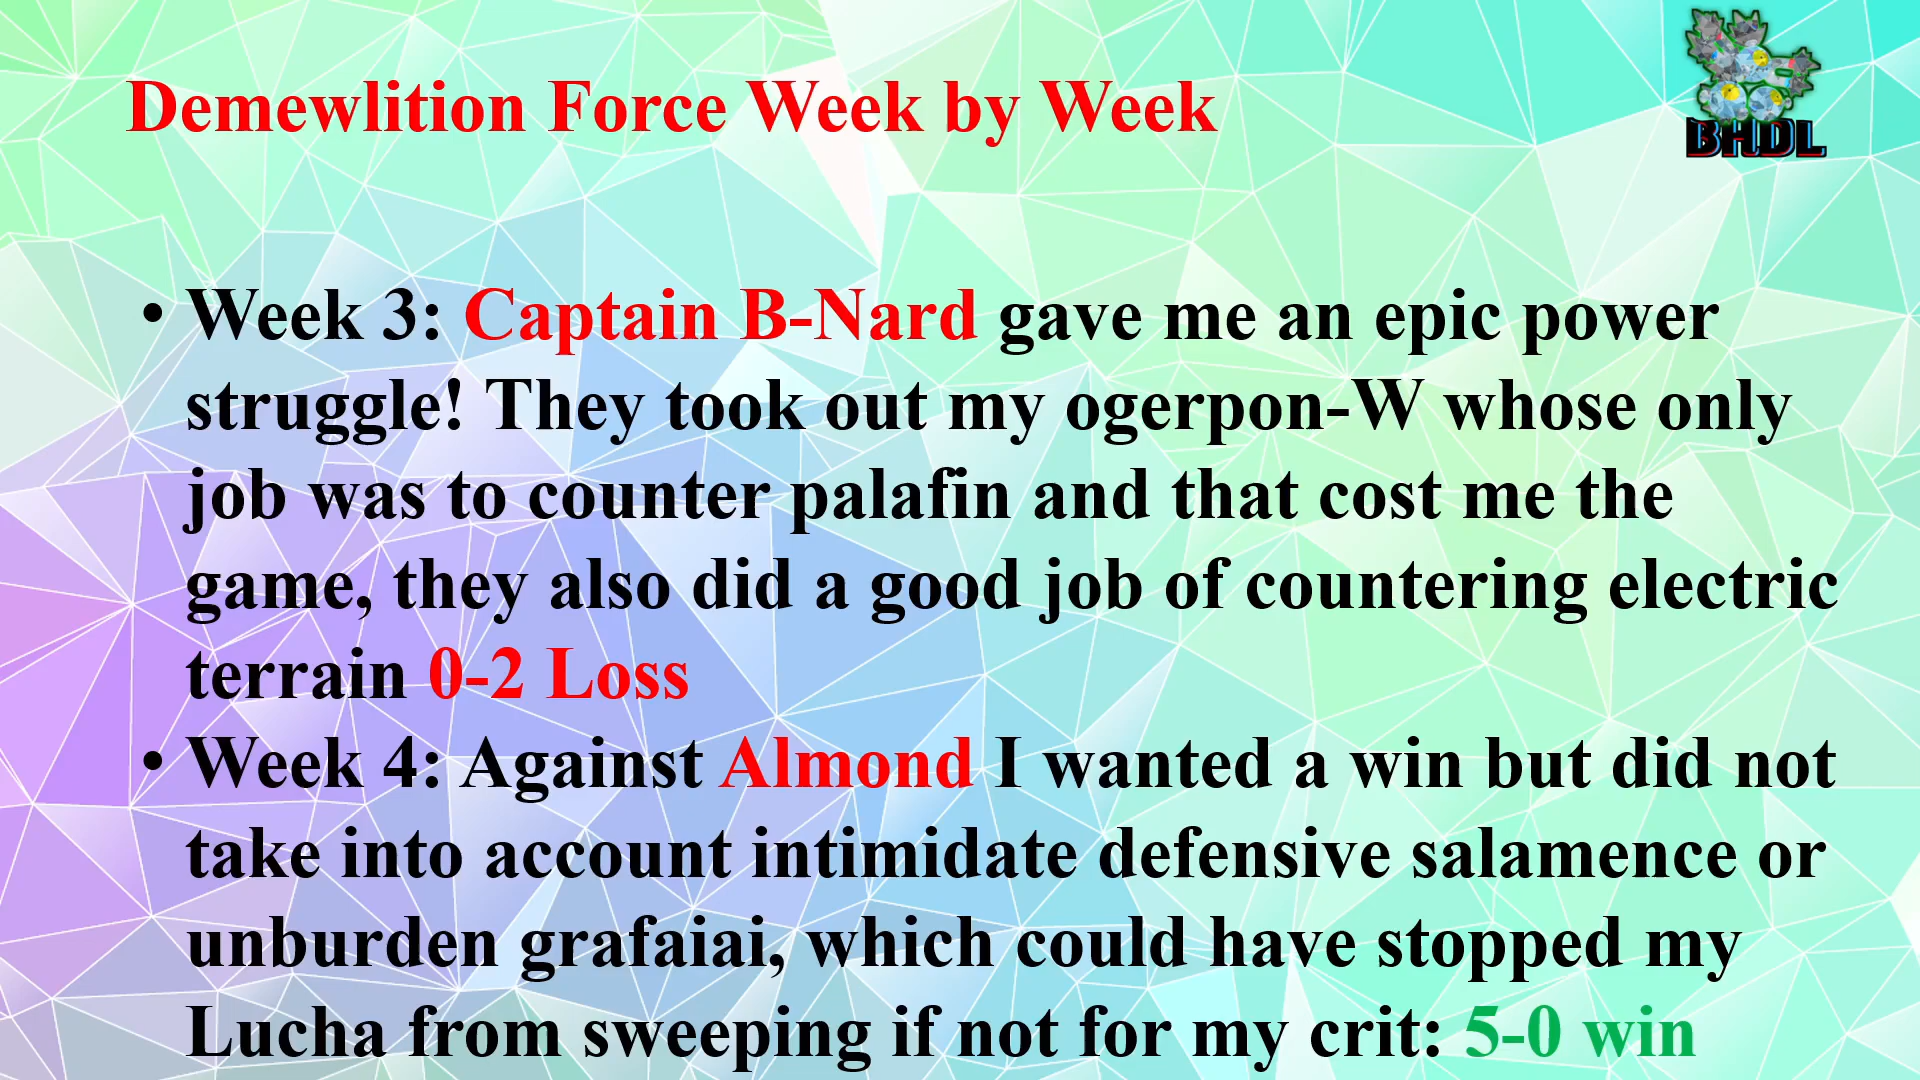 Demewlition Force Week by Week
BHDL
• Week 3: Captain B-Nard gave me an epic power
struggle! They took out my ogerpon-W whose only
job was to counter palafin and that cost me the
game, they also did a good job of countering electric
terrain 0-2 Loss
• Week 4: Against Almond I wanted a win but did not
take into account intimidate defensive salamence or
unburden grafaiai, which could have stopped my
Lucha from sweeping if not for my crit: 5-0 win